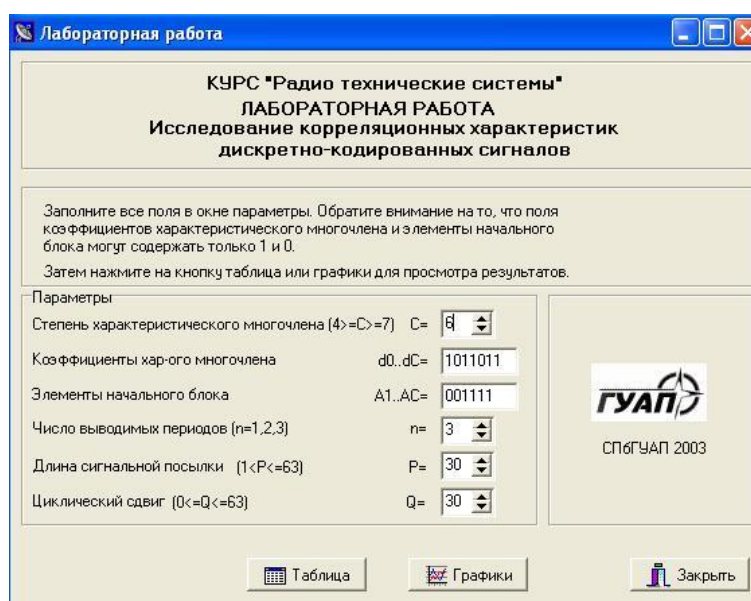 Лабораторная работа
КУРС "Радио технические системы"
ЛАБОРАТОРНАЯ РАБОТА
Исследование корреляционных характеристик
дискретно-кодированных сигналов
Заполните все поля в окне параметры. Обратите внимание на то, что поля
коэффициентов характеристического многочлена и элементы начального
блока могут содержать только 1 и 0.
Затем нажмите на кнопку таблица или графики для просмотра результатов.
Параметры
Степень характеристического многочлена (4>=C>=7) C= 6
Коэффициенты хар-ого многочлена d0..dC= 1011011
Элементы начального блока A1..AC= 001111
Число выводимых периодов (n=1,2,3) n= 3
Длина сигнальной посылки (1<P<=63) P= 30
Циклический сдвиг (0<=Q<=63) Q= 30
ГУАП
СПбГУАП 2003
Таблица Графики Закрыть